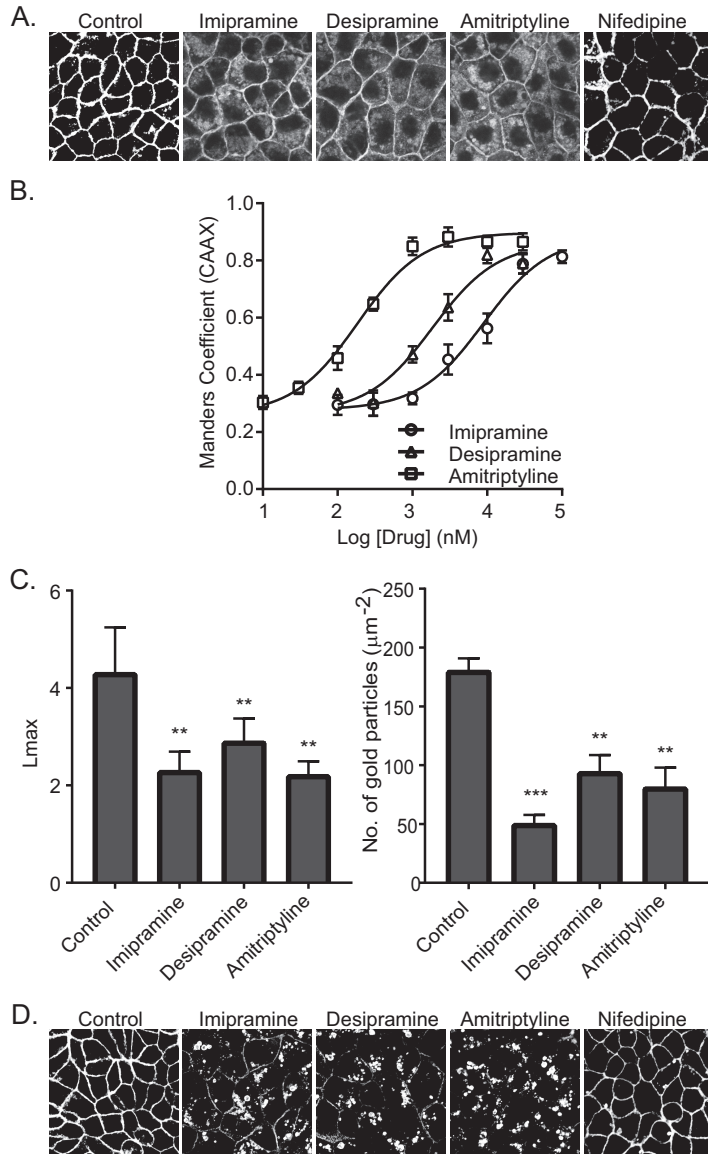 A.
Control Imipramine Desipramine Amitriptyline Nifedipine
B.
Manders Coefficient (CAAX)
1.0
0.8
0.6
0.4
0.2
0.0
Imipramine
Desipramine
Amitriptyline
1 2 3 4 5
Log [Drug] (nM)
C.
Lmax
6
4
2
0
**
**
**
Control
Imipramine
Desipramine
Amitriptyline
No. of gold particles (μm-2)
250
200
150
100
50
0
***
**
**
Control
Imipramine
Desipramine
Amitriptyline
D.
Control Imipramine Desipramine Amitriptyline Nifedipine